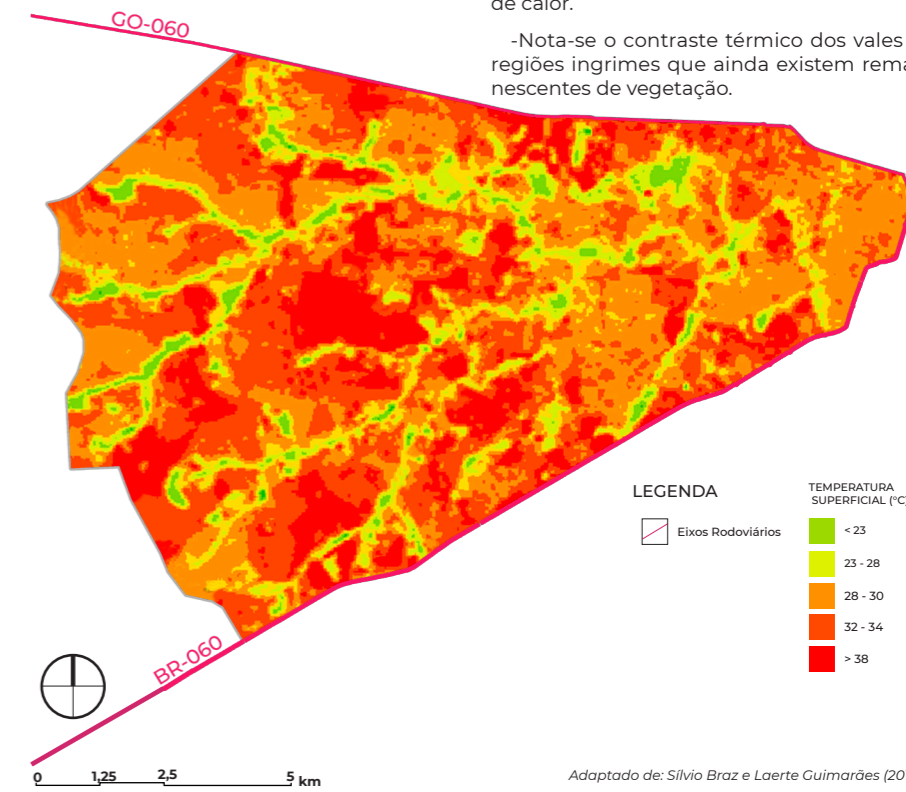 de calor.
-Nota-se o contraste térmico dos vales
regiões ingrimes que ainda existem rema
nescentes de vegetação.
GO-060
LEGENDA
Eixos Rodoviários
TEMPERATURA
SUPERFICIAL (°C)
< 23
23 - 28
28 - 30
32 - 34
> 38
BR-060
0 1,25 2,5 5 km
Adaptado de: Sílvio Braz e Laerte Guimarães (20